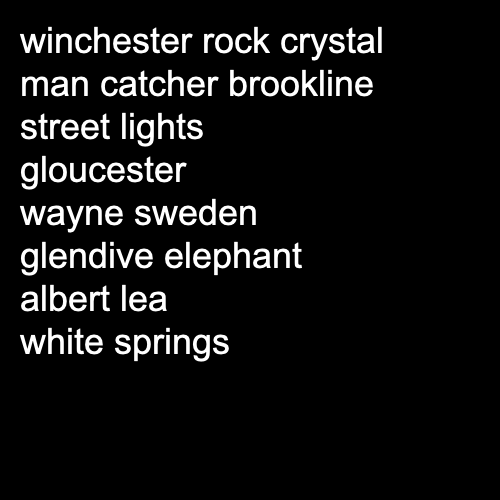 winchester rock crystal
man catcher brookline
street lights
gloucester
wayne sweden
glendive elephant
albert lea
white springs